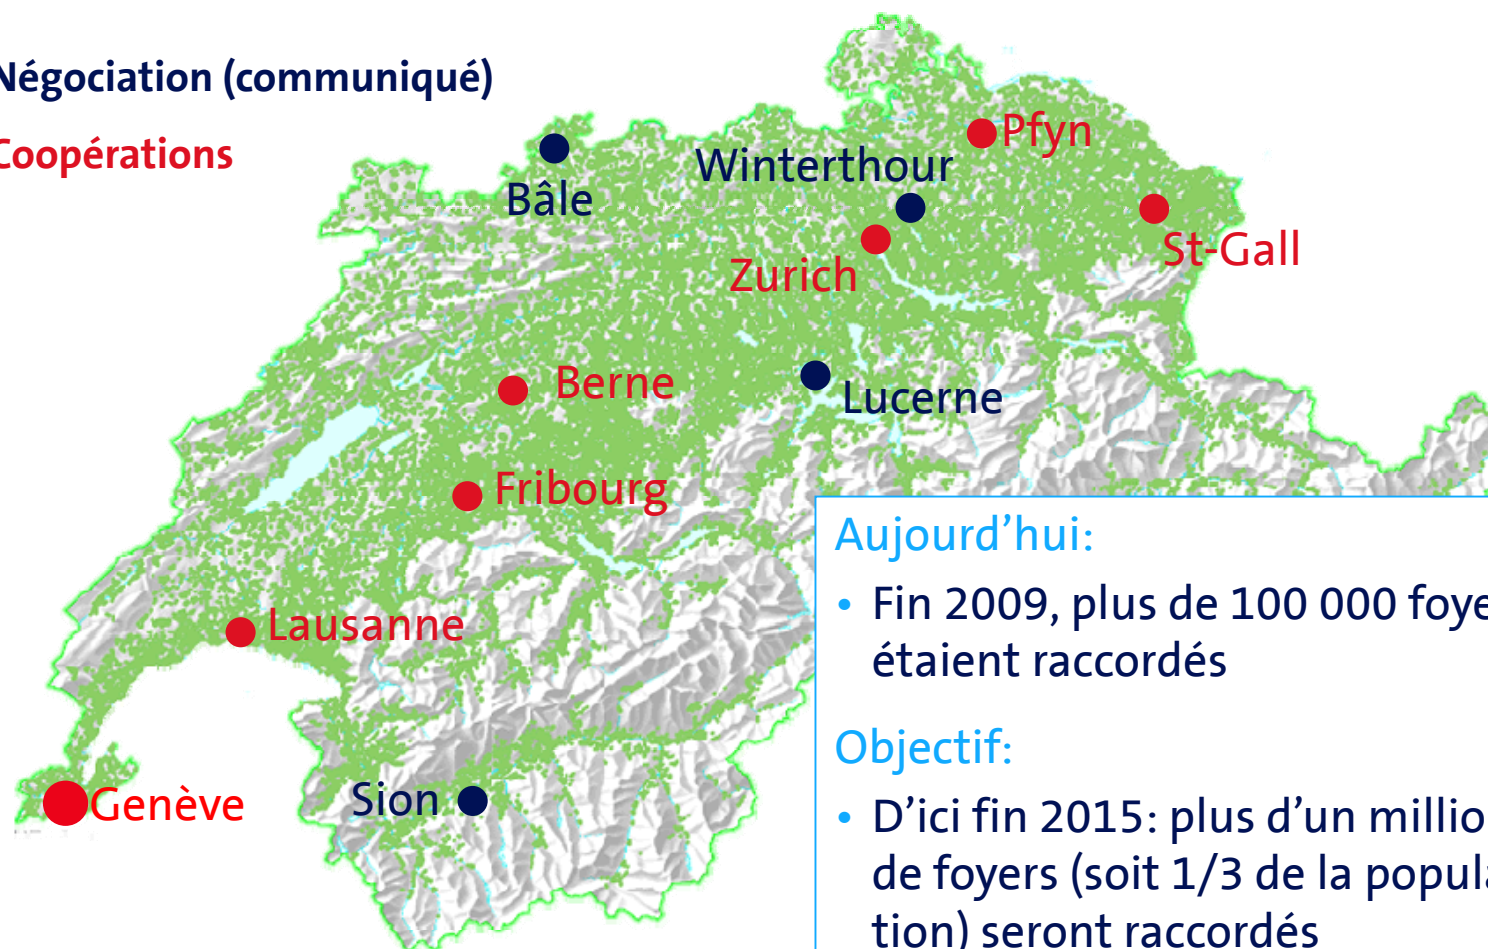 Négociation (communiqué)
Coopérations
Pfyn
Winterthour
Bâle
St-Gall
Zurich
Berne
Lucerne
Fribourg
Aujourd’hui:
• Fin 2009, plus de 100 000
étaient raccordés
Lausanne
Objectif:
Genève
Sion
• D’ici fin 2015: plus d’un
de foyers (soit 1/3 de la
tion) seront raccordés